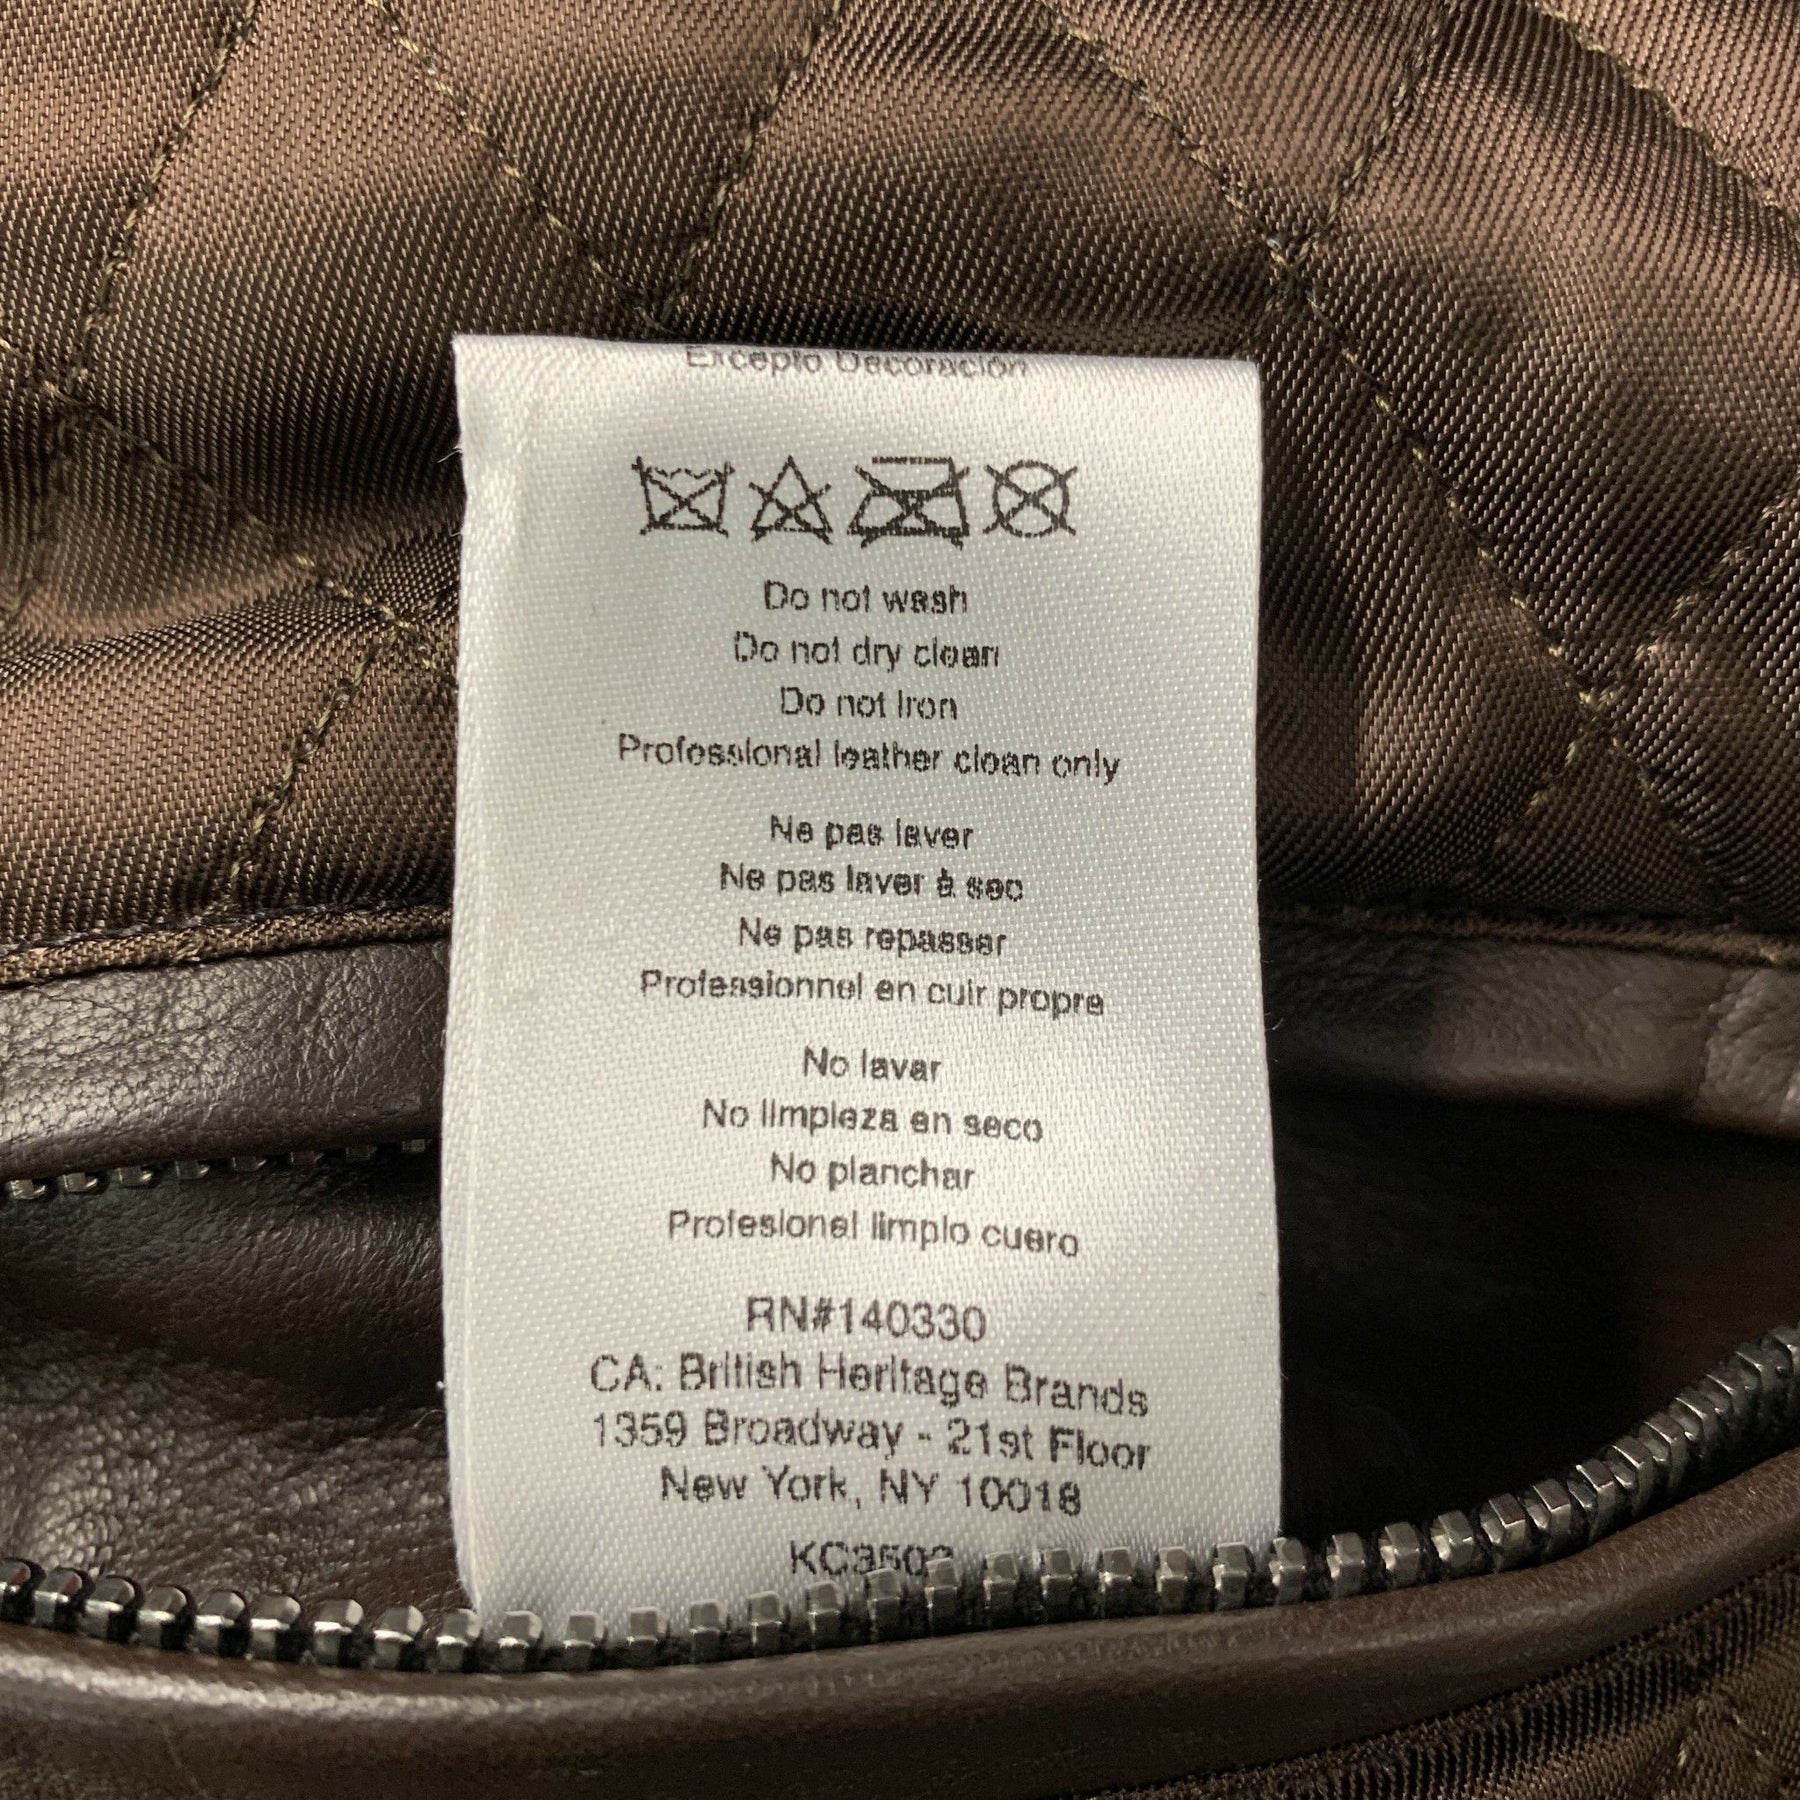 Excepto Decoración
Do not wash
Do not dry clean
Do not Iron
Professional leather clean only
Ne pas laver
Ne pas laver à sec
Ne pas repasser
Professionnel en cuir propre
No lavar
No limpieza en seco
No planchar
Profesionel limpio cuero
RN#140330
CA: British Heritage Brands
1359 Broadway - 21st Floor
New York, NY 10018